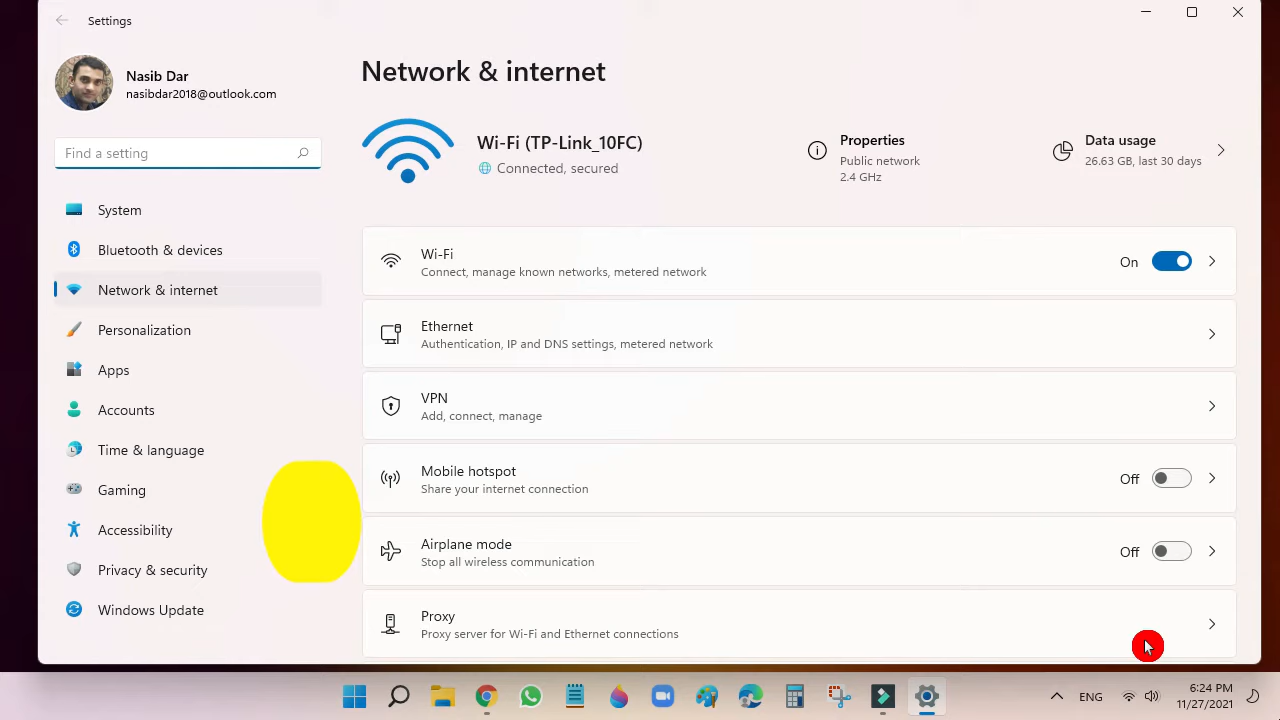 Settings
Nasib Dar
nasibdar2018@outlook.com
Find a setting
System
Bluetooth & devices
Network & internet
Personalization
Apps
Accounts
Time & language
Gaming
Accessibility
Privacy & security
Windows Update
Network & internet
Wi-Fi (TP-Link_10FC)
Connected, secured
Properties
Public network
2.4 GHz
Data usage
26.63 GB, last 30 days
Wi-Fi
Connect, manage known networks, metered network
On
Ethernet
Authentication, IP and DNS settings, metered network
VPN
Add, connect, manage
Mobile hotspot
Share your internet connection
Off
Airplane mode
Stop all wireless communication
Off
Proxy
Proxy server for Wi-Fi and Ethernet connections
ENG
6:24 PM
11/27/2021